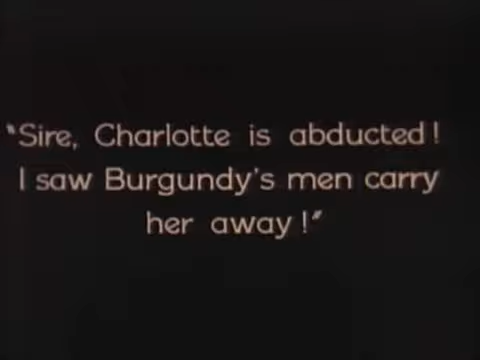 "Sire, Charlotte is abducted!
I saw Burgundy's men carry
her away!"